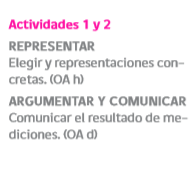 Actividades 1 y 2
REPRESENTAR
Elegir y representaciones con-
cretas. (OA h)
ARGUMENTAR Y COMUNICAR
Comunicar el resultado de me-
diciones. (OA d)